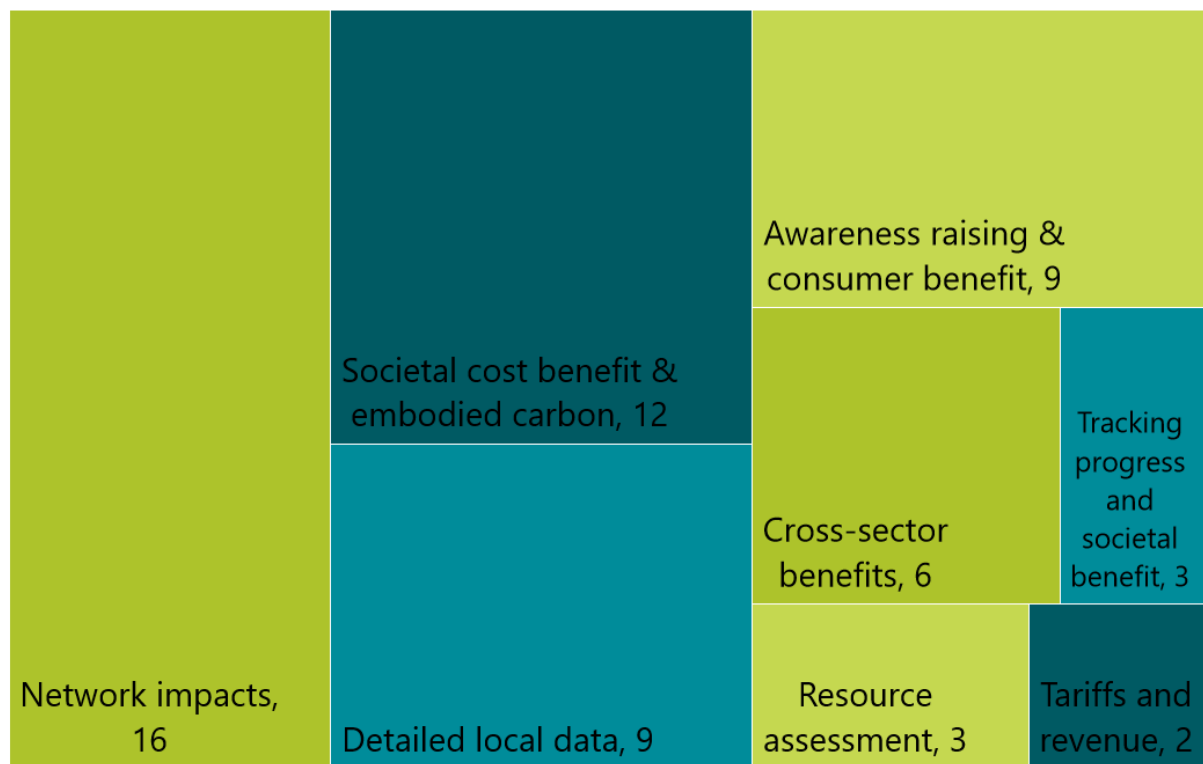 Network impacts,
16
Societal cost benefit &
embodied carbon, 12
Detailed local data, 9
Awareness raising &
consumer benefit, 9
Cross-sector
benefits, 6
Tracking
progress
and
societal
benefit, 3
Resource
assessment, 3
Tariffs and
revenue, 2